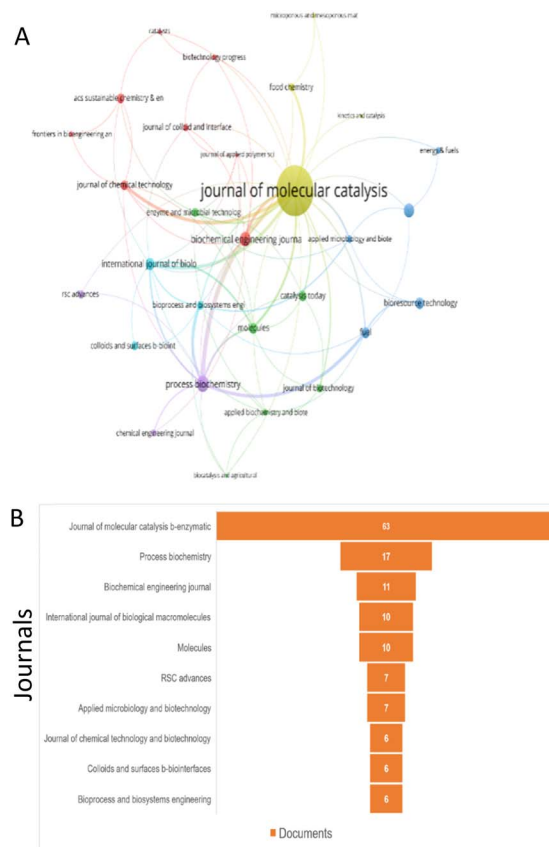 A
microporous and mesoporous mat
catalysts
biotechnology progress
food chemistry
acs sustainable chemistry & en
kinetics and catalysis
journal of colloid and interface
frontiers in bioengineering an
energy & fuels
journal of applied polymer sci
journal of chemical technology
journal of molecular catalysis
enzyme and microbial technolog
biochemical engineering journa
applied microbiology and biote
international journal of biolo
rsc advances
catalysis today
bioprocess and biosystems engi
bioresource technology
molecules
fuel
colloids and surfaces b-bioint
process biochemistry
journal of biotechnology
applied biochemistry and biote
chemical engineering journal
biocatalysis and agricultural
B
Journals
Journal of molecular catalysis b-enzymatic 63
Process biochemistry 17
Biochemical engineering journal 11
International journal of biological macromolecules 10
Molecules 10
RSC advances 7
Applied microbiology and biotechnology 7
Journal of chemical technology and biotechnology 6
Colloids and surfaces b-biointerfaces 6
Bioprocess and biosystems engineering 6
Documents